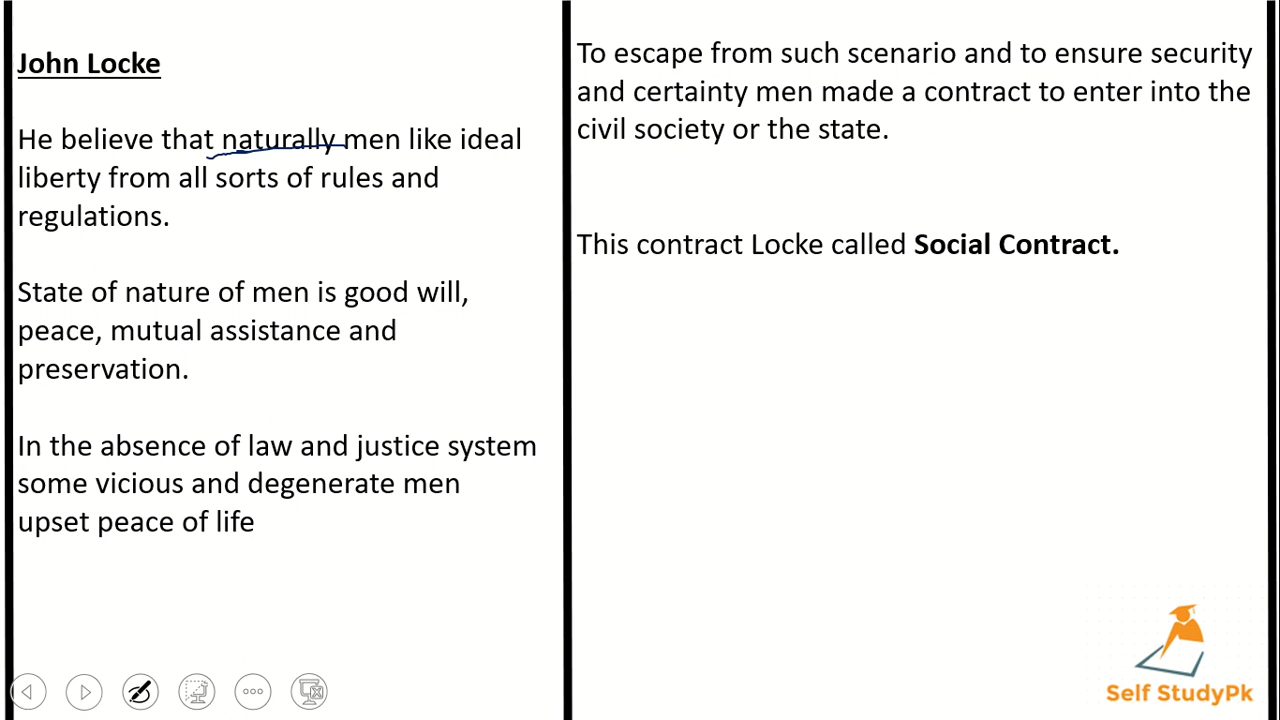 John Locke
He believe that naturally men like ideal
liberty from all sorts of rules and
regulations.
State of nature of men is good will,
peace, mutual assistance and
preservation.
In the absence of law and justice system
some vicious and degenerate men
upset peace of life
To escape from such scenario and to ensure security
and certainty men made a contract to enter into the
civil society or the state.
This contract Locke called Social Contract.
Self StudyPk